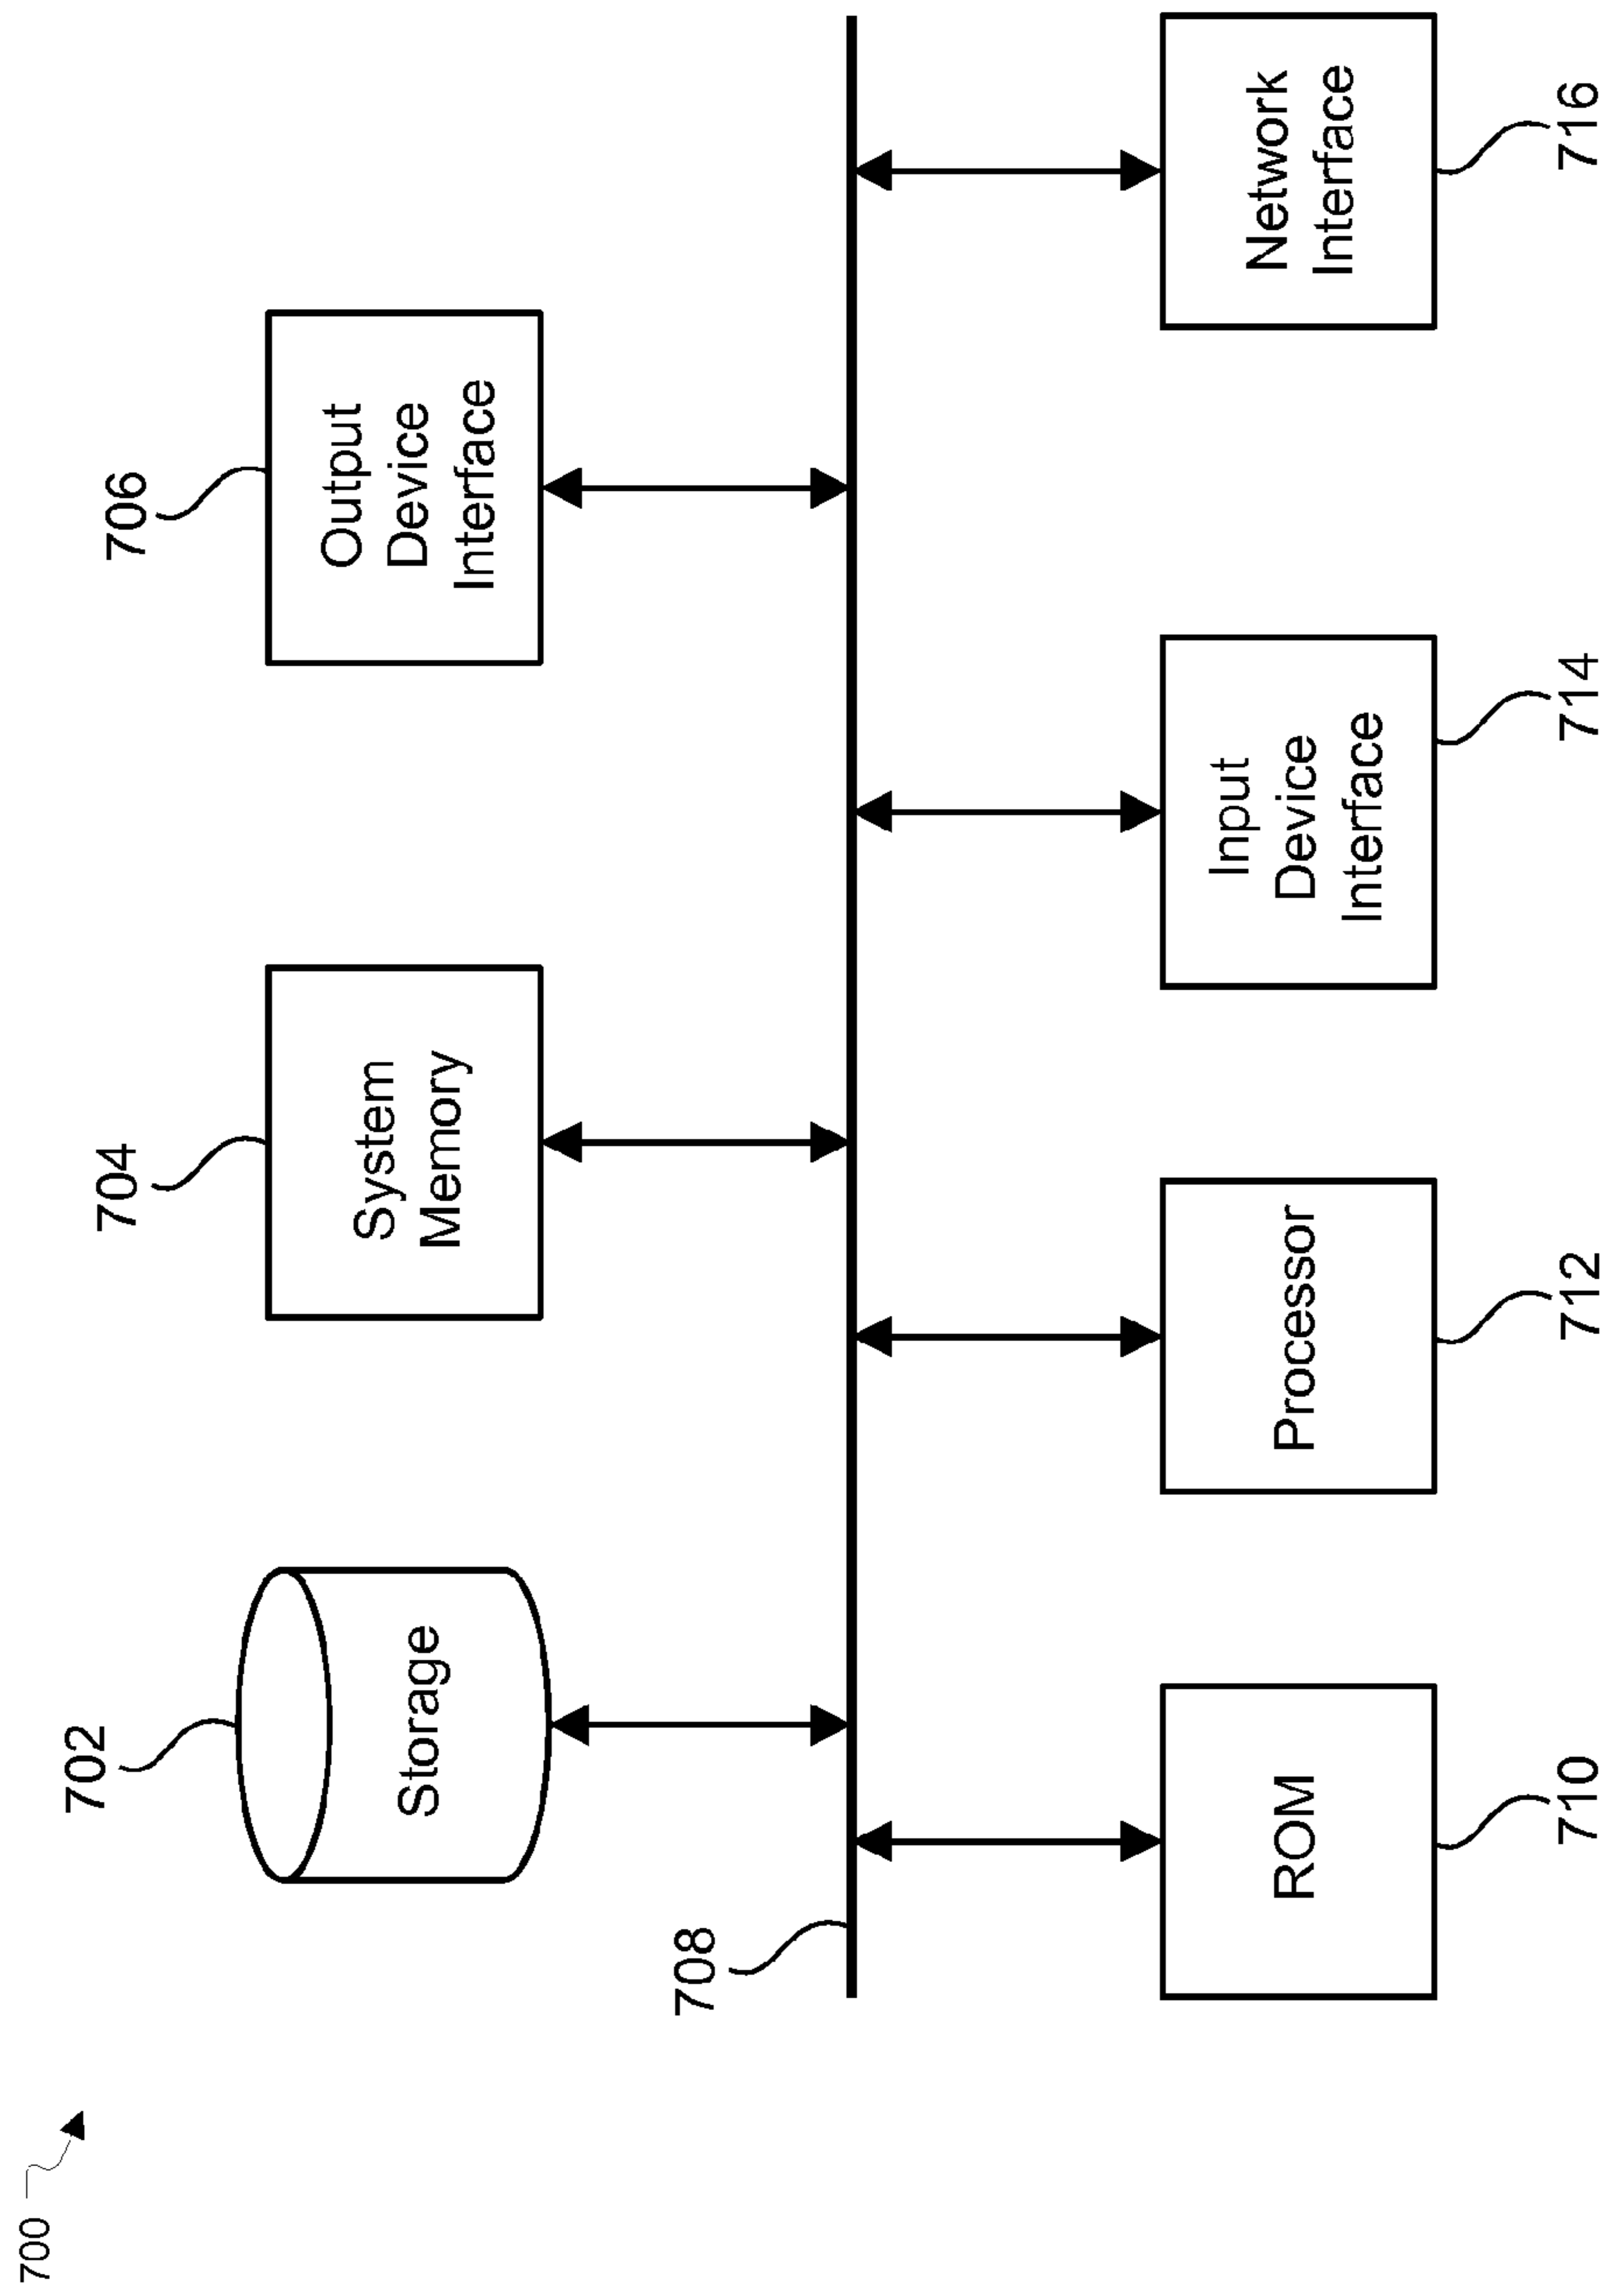 700
702
704
706
Storage
System
Memory
Output
Device
Interface
708
ROM
Processor
Input
Device
Interface
Network
Interface
710
712
714
716